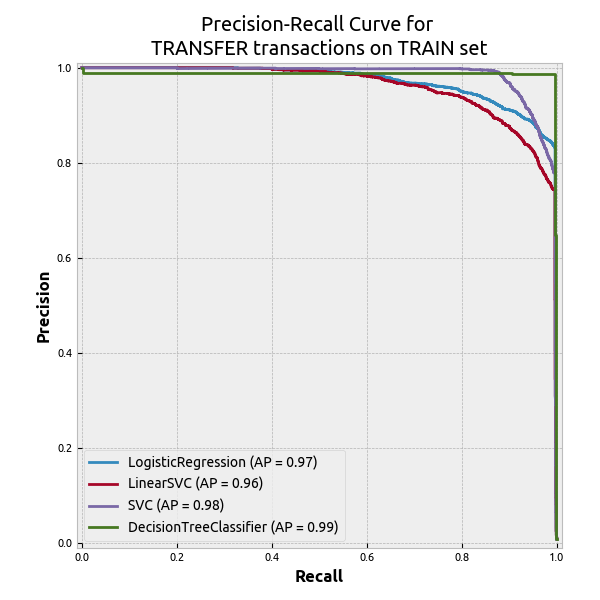 Precision-Recall Curve for
TRANSFER transactions on TRAIN set
1.0
0.8
0.6
0.4
0.2
0.0
Precision
LogisticRegression (AP = 0.97)
LinearSVC (AP = 0.96)
SVC (AP = 0.98)
DecisionTreeClassifier (AP = 0.99)
0.0 0.2 0.4 0.6 0.8 1.0
Recall